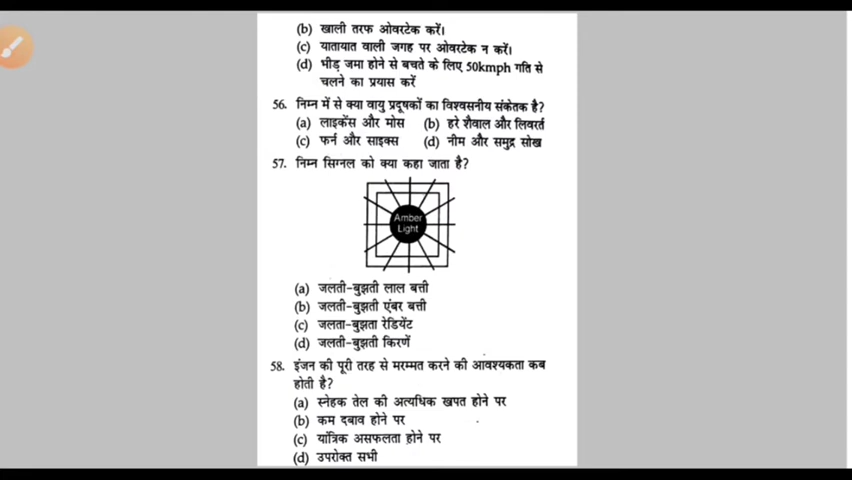 (b) खाली तरफ ओवरटेक करें।
(c) यातायात वाली जगह पर ओवरटेक न करें।
(d) भीड़ जमा होने से बचते के लिए 50kmph गति से
चलने का प्रयास करें
56. निम्न में से क्या वायु प्रदूषकों का विश्वसनीय संकेतक है?
(a) लाइकेंस और मोस (b) हरे शैवाल और लिवरर्त
(c) फर्न और साइक्स (d) नीम और समुद्र सोख
57. निम्न सिग्नल को क्या कहा जाता है?
Amber
Light
(a) जलती-बुझती लाल बत्ती
(b) जलती-बुझती एंबर बत्ती
(c) जलता-बुझता रेडियेंट
(d) जलती-बुझती किरणें
58. इंजन की पूरी तरह से मरम्मत करने की आवश्यकता कब
होती है?
(a) स्नेहक तेल की अत्यधिक खपत होने पर
(b) कम दबाव होने पर
(c) यांत्रिक असफलता होने पर
(d) उपरोक्त सभी